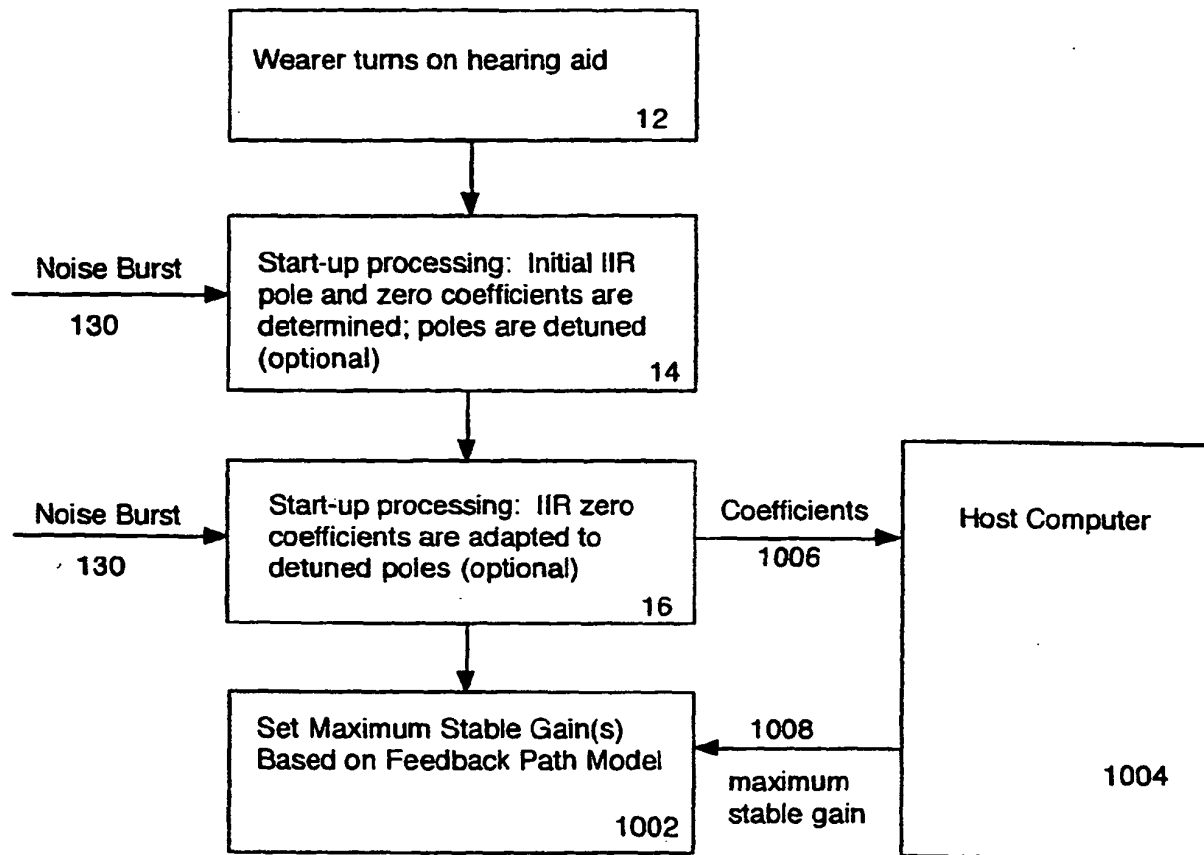 Wearer turns on hearing aid
12
Noise Burst
130
Start-up processing: Initial IIR
pole and zero coefficients are
determined; poles are detuned
(optional)
14
Noise Burst
130
Start-up processing: IIR zero
coefficients are adapted to
detuned poles (optional)
16
Coefficients
1006
Host Computer
1004
Set Maximum Stable Gain(s)
Based on Feedback Path Model
1002
1008
maximum
stable gain